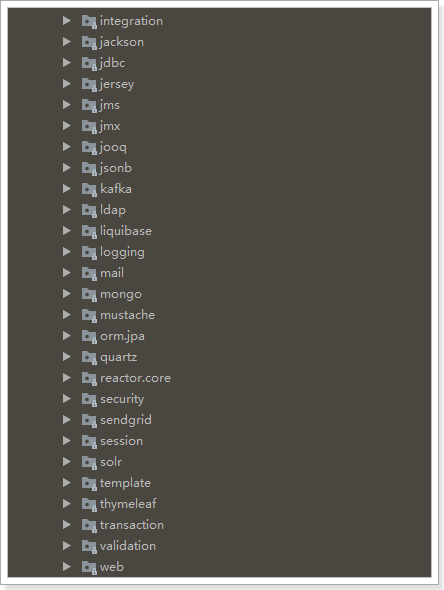 integration
jackson
jdbc
jersey
jms
jmx
jooq
jsonb
kafka
ldap
liquibase
logging
mail
mongo
mustache
orm.jpa
quartz
reactor.core
security
sendgrid
session
solr
template
thymeleaf
transaction
validation
web